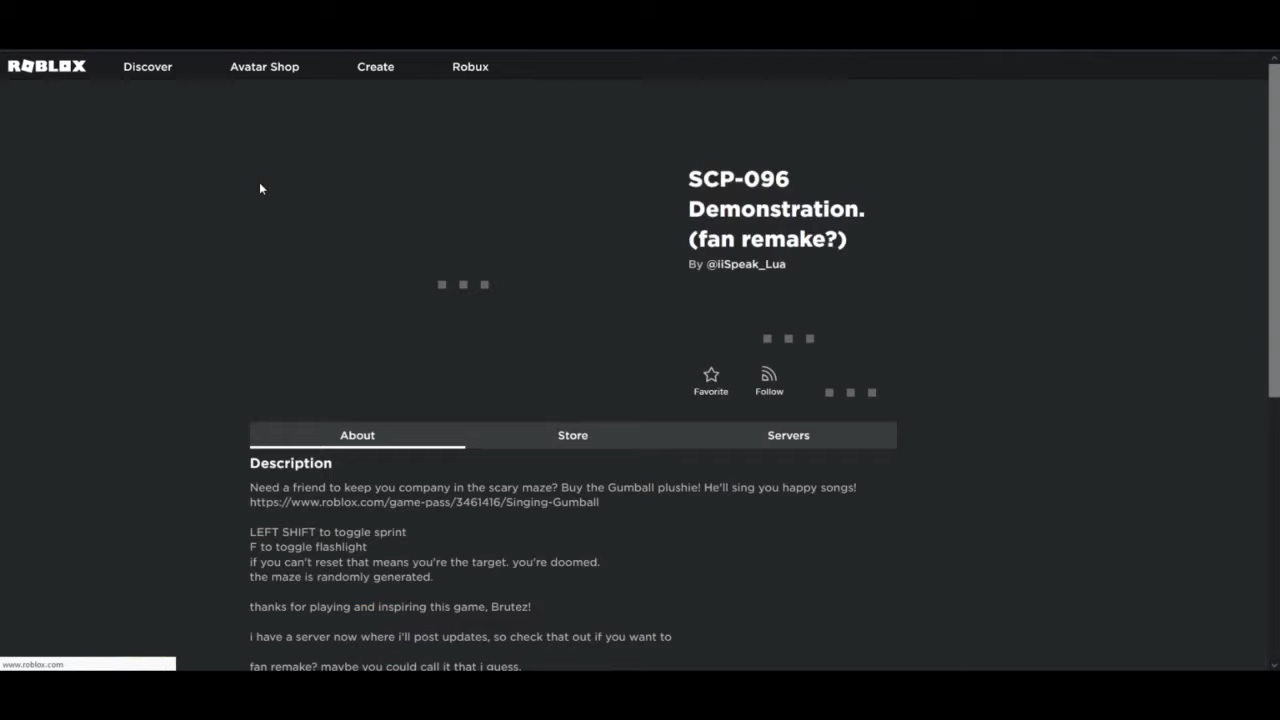 ROBLOX Discover Avatar Shop Create Robux
SCP-096
Demonstration.
(fan remake?)
By @iiSpeak_Lua
Favorite Follow
About Store Servers
Description
Need a friend to keep you company in the scary maze? Buy the Gumball plushie! He'll sing you happy songs!
https://www.roblox.com/game-pass/3461416/Singing-Gumball
LEFT SHIFT to toggle sprint
F to toggle flashlight
if you can't reset that means you're the target. you're doomed.
the maze is randomly generated.
thanks for playing and inspiring this game, Brutez!
i have a server now where i'll post updates, so check that out if you want to
fan remake? maybe you could call it that i guess.
www.roblox.com